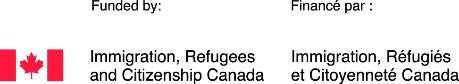 Funded by:
Financé par :
Immigration, Refugees
and Citizenship Canada
Immigration, Réfugiés
et Citoyenneté Canada